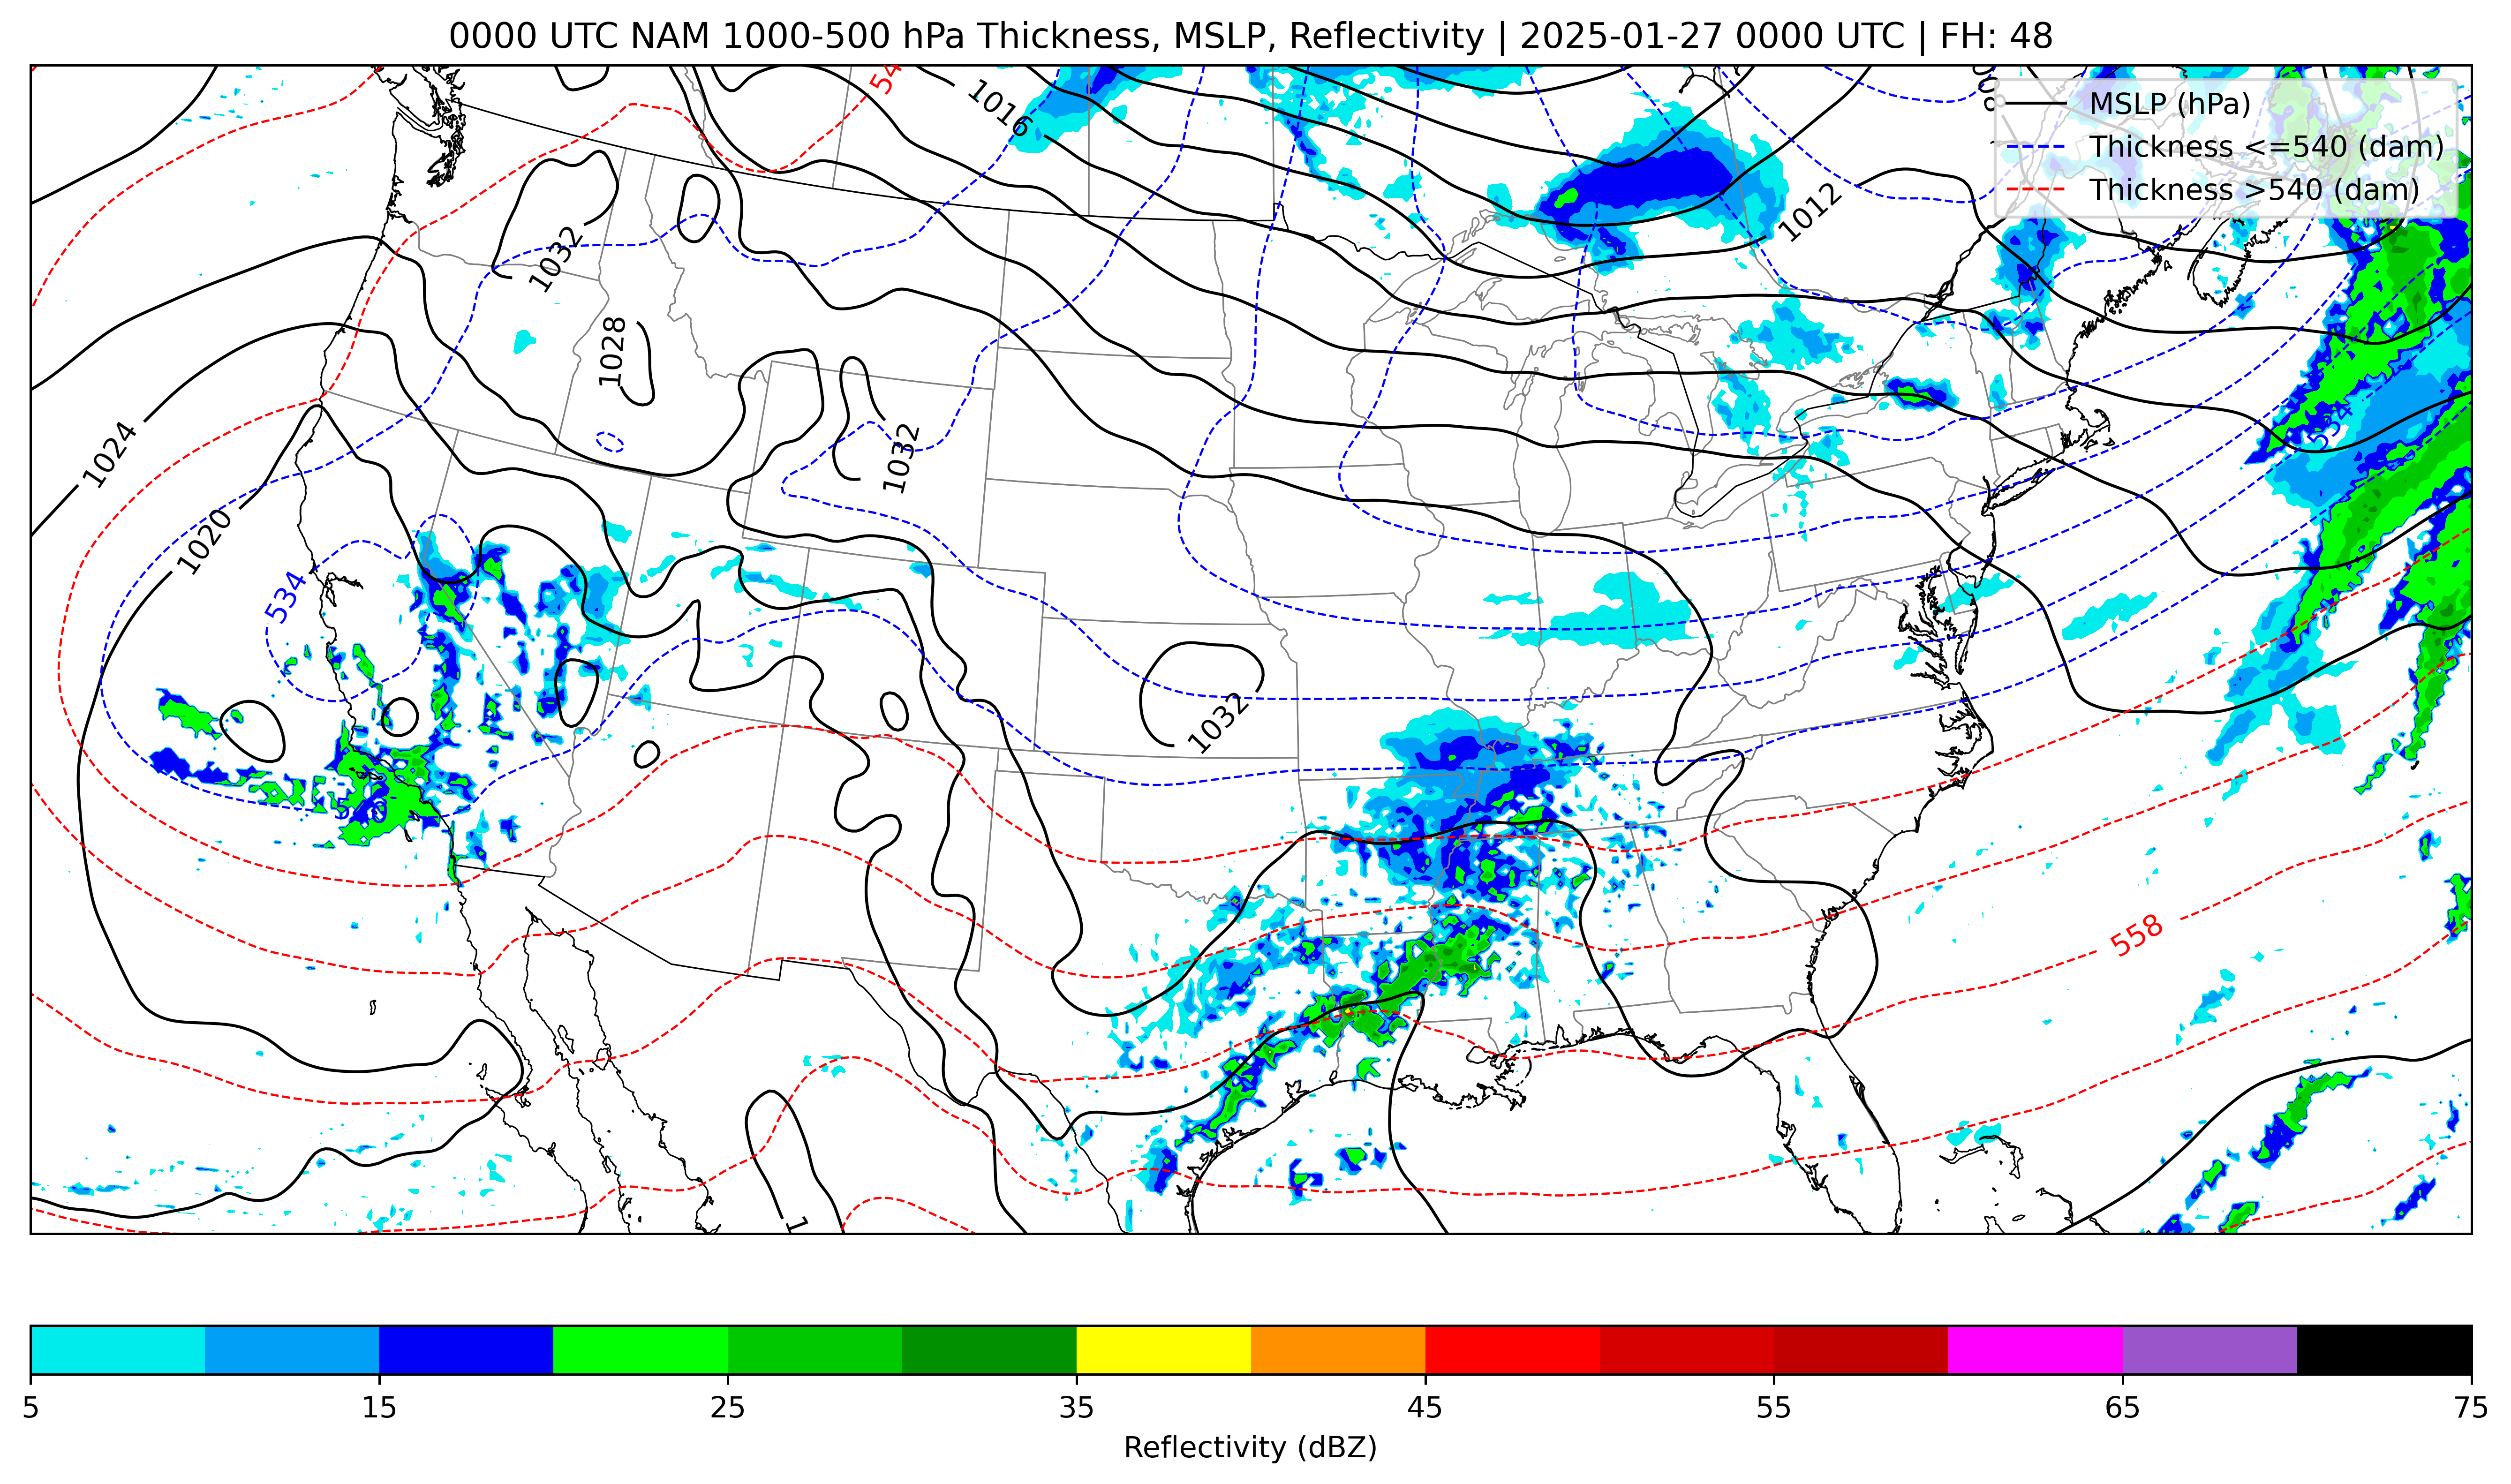 0000 UTC NAM 1000-500 hPa Thickness, MSLP, Reflectivity | 2025-01-27 0000 UTC | FH: 48
MSLP (hPa)
Thickness <=540 (dam)
Thickness >540 (dam)
1016
1012
1032
1028
1032
1024
1020
534
534
1032
558
5 15 25 35 45 55 65 75
Reflectivity (dBZ)